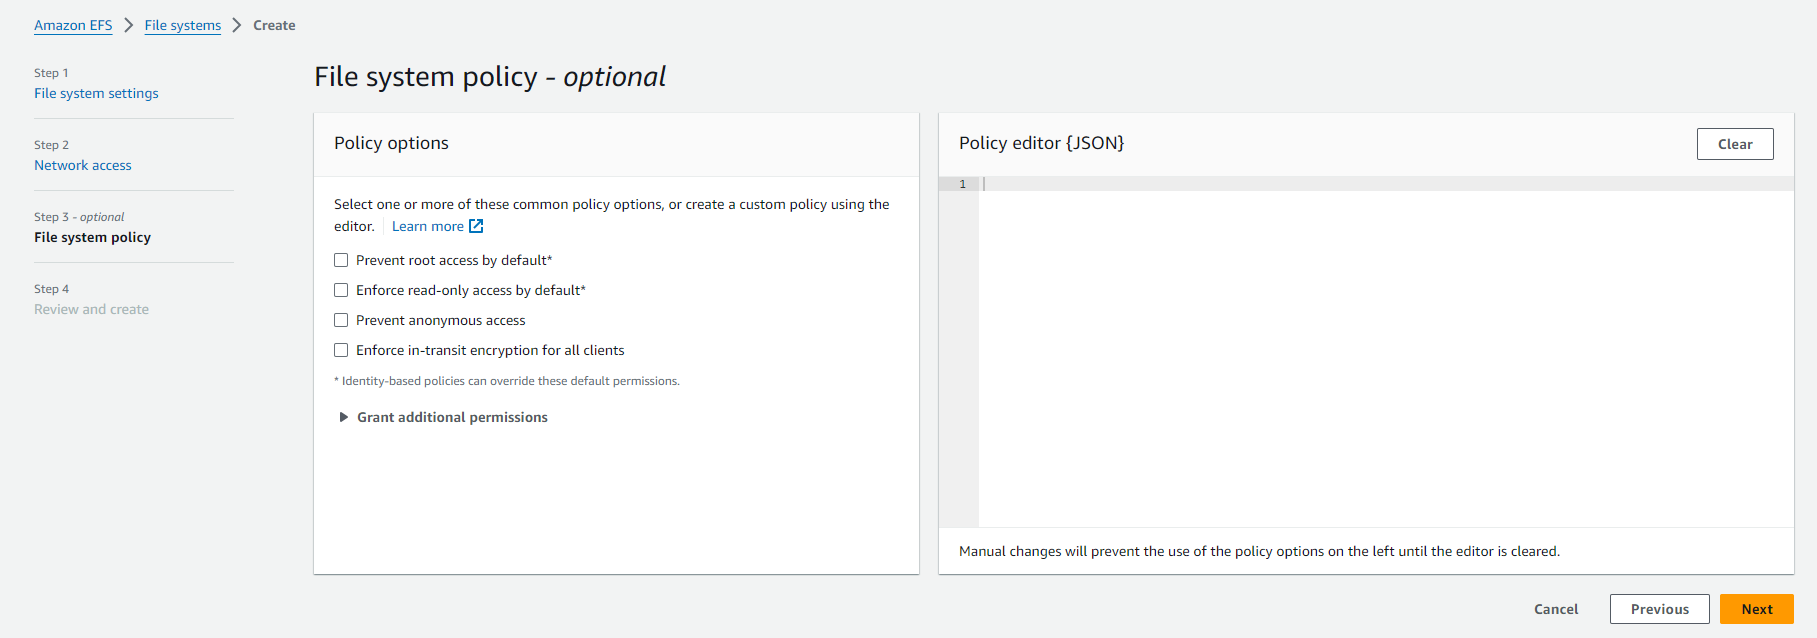 Amazon EFS > File systems > Create
Step 1
File system settings
Step 2
Network access
Step 3 - optional
File system policy
Step 4
Review and create
File system policy - optional
Policy options
Select one or more of these common policy options, or create a custom policy using the
editor. Learn more
Prevent root access by default*
Enforce read-only access by default*
Prevent anonymous access
Enforce in-transit encryption for all clients
* Identity-based policies can override these default permissions.
Grant additional permissions
Policy editor {JSON}
Clear
1
Manual changes will prevent the use of the policy options on the left until the editor is cleared.
Cancel
Previous
Next